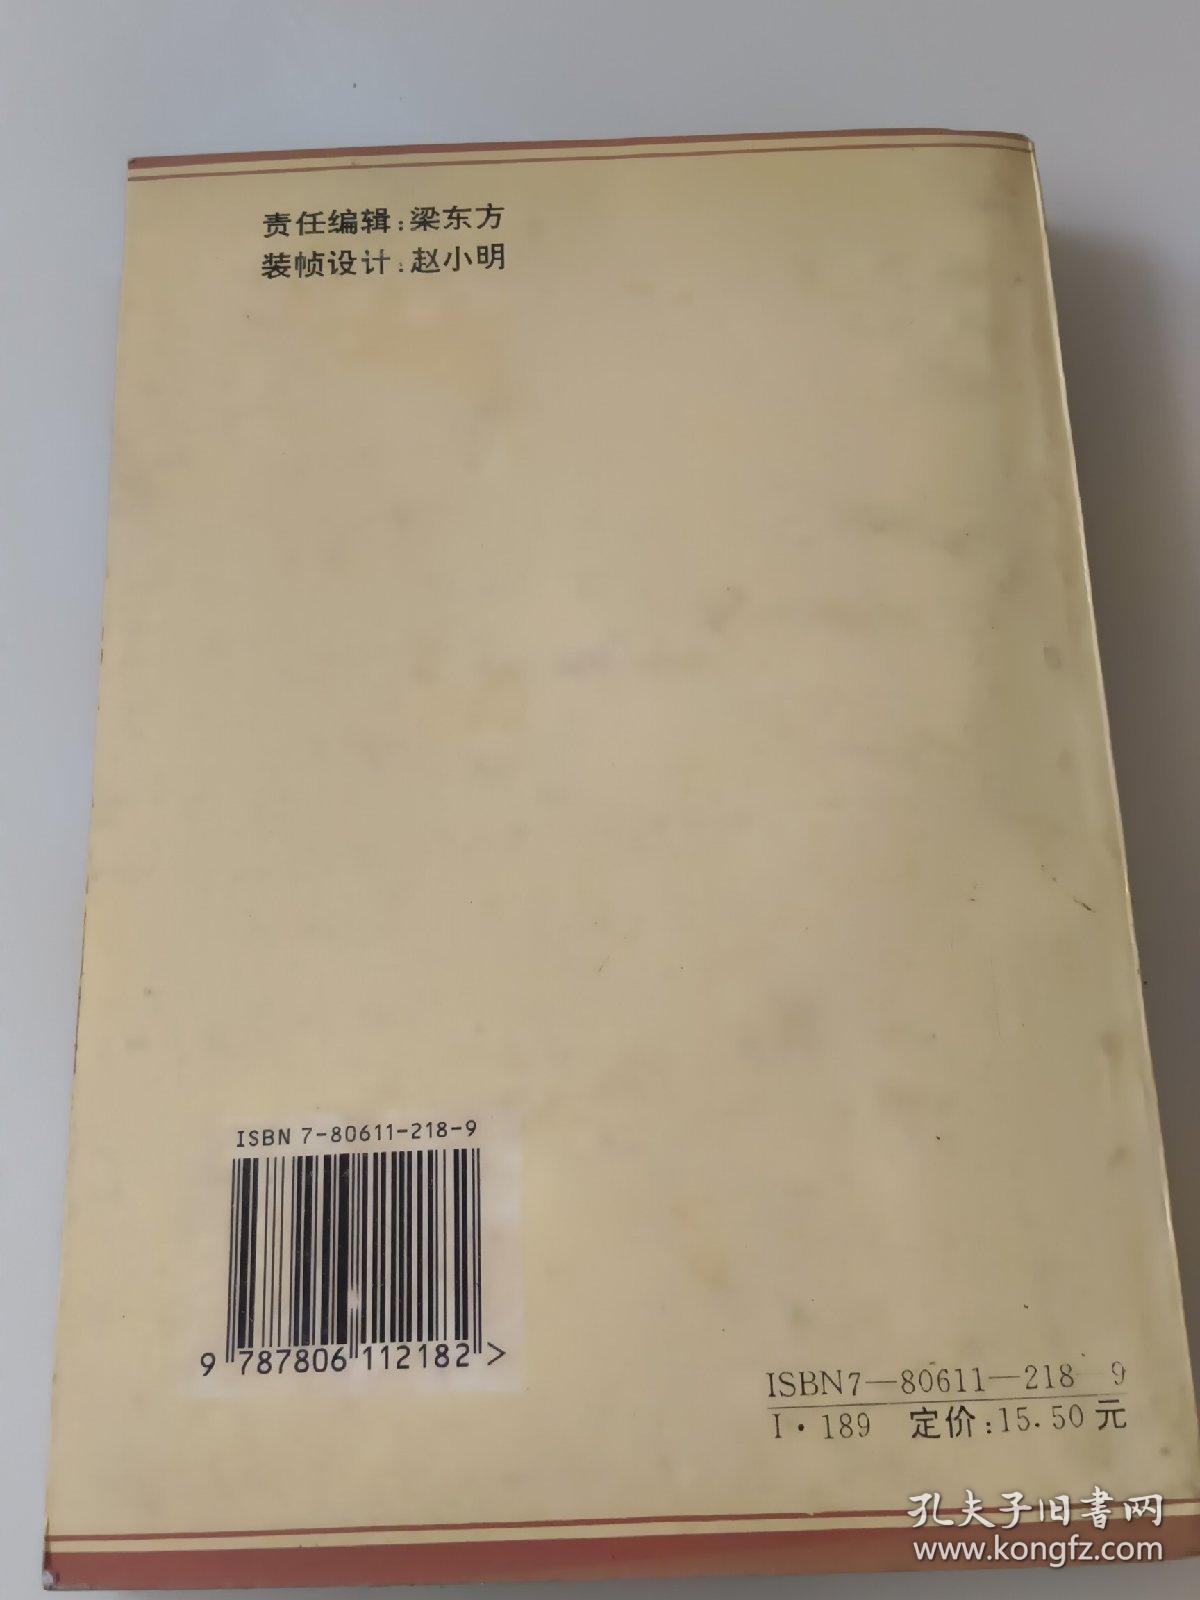 责任编辑:梁东方
装帧设计:赵小明
ISBN 7-80611-218-9
9 787806 112182 >
ISBN7—80611—218 9
I·189 定价:15.50元
孔夫子旧書网
www.kongfz.com